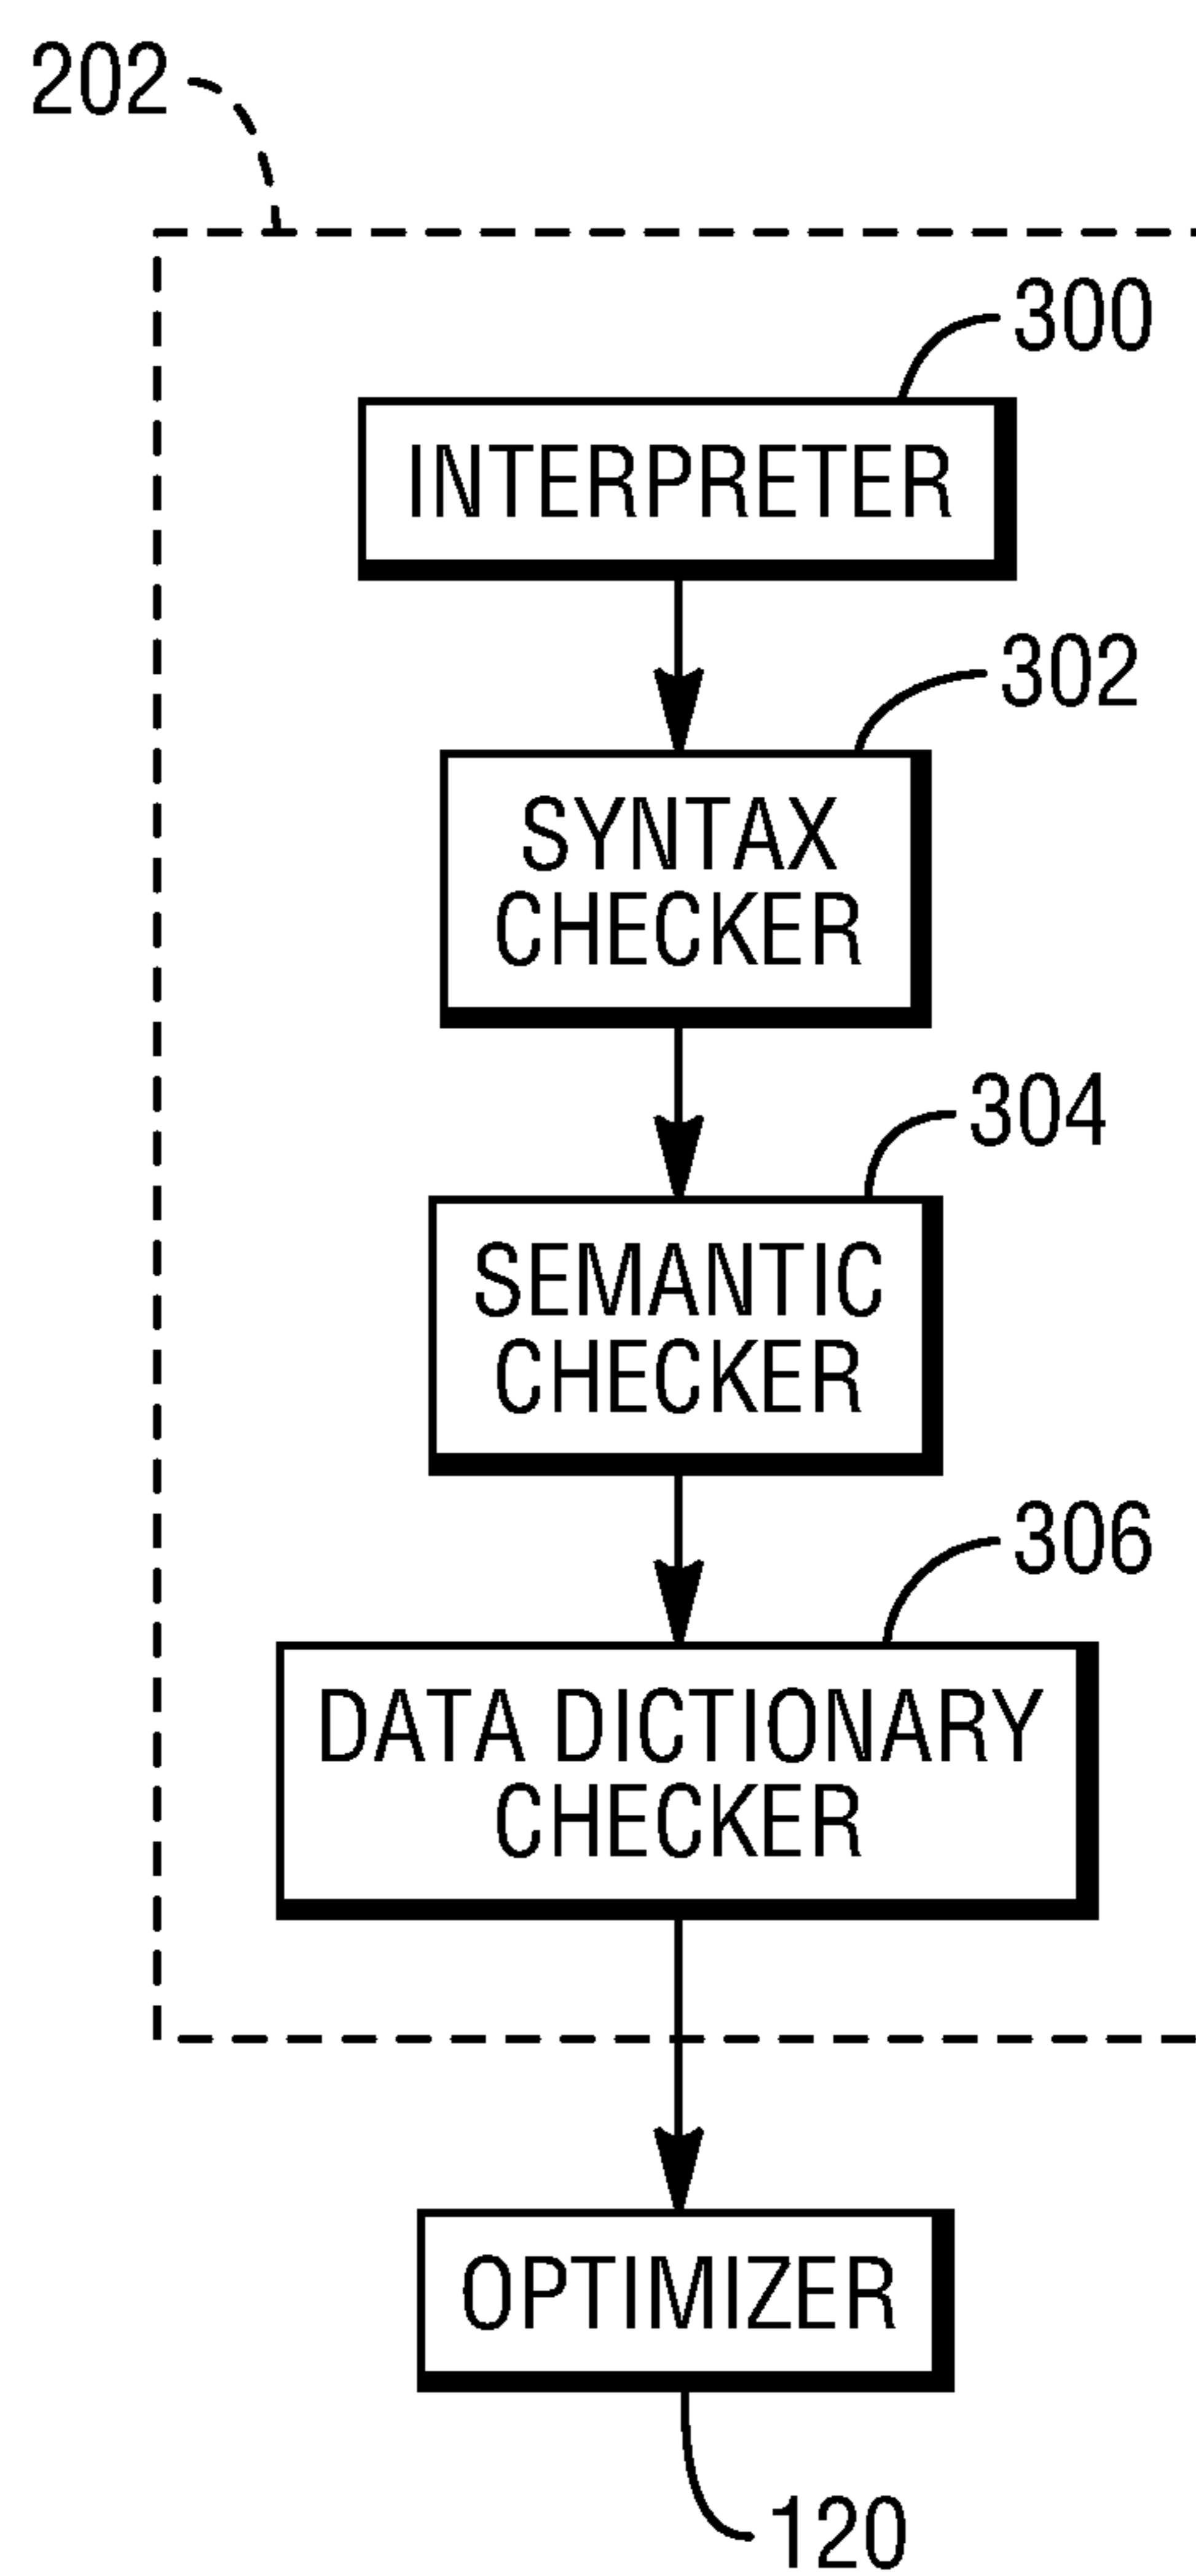 202
300
INTERPRETER
302
SYNTAX
CHECKER
304
SEMANTIC
CHECKER
306
DATA DICTIONARY
CHECKER
OPTIMIZER
120